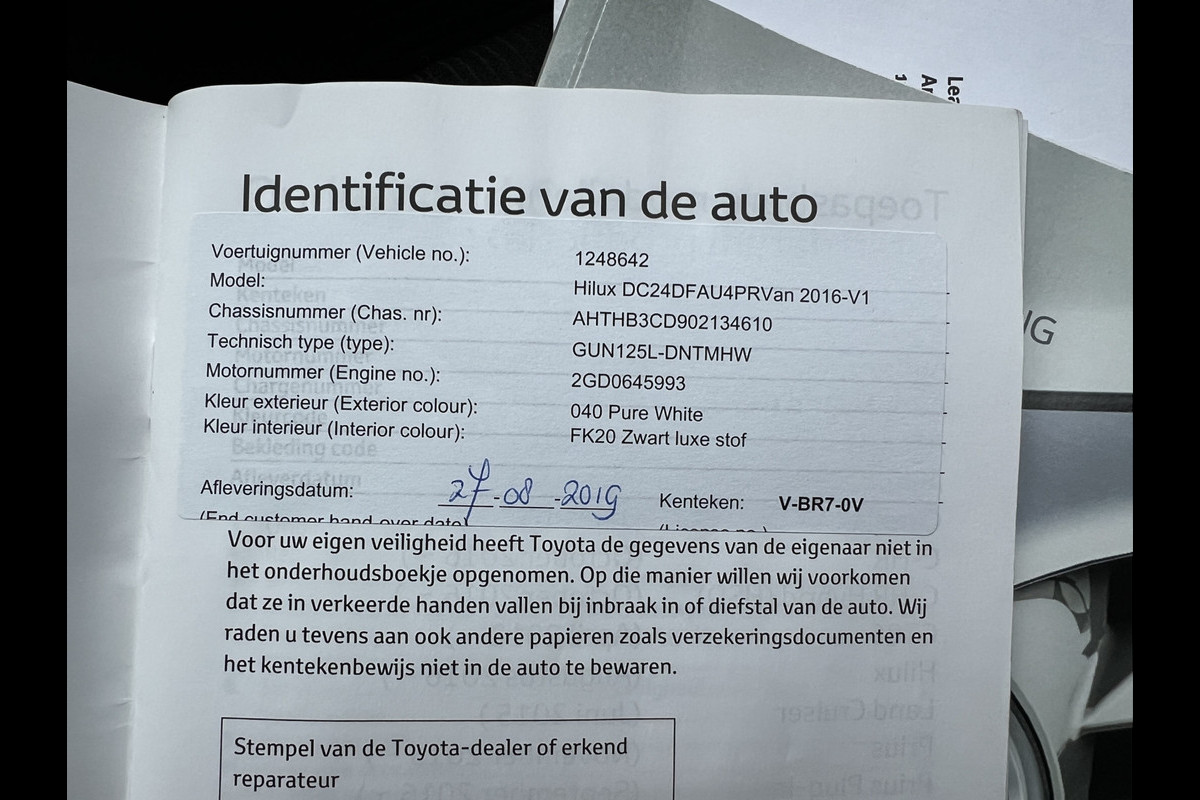 Identificatie van de auto
Voertuignummer (Vehicle no.): 1248642
Model: Hilux DC24DFAU4PRVan 2016-V1
Chassisnummer (Chas. nr): AHTHB3CD902134610
Technisch type (type): GUN125L-DNTMHW
Motornummer (Engine no.): 2GD0645993
Kleur exterieur (Exterior colour): 040 Pure White
Kleur interieur (Interior colour): FK20 Zwart luxe stof
Afleveringsdatum: 27-08-2019 Kenteken: V-BR7-0V
(End customer hand over date)
Voor uw eigen veiligheid heeft Toyota de gegevens van de eigenaar niet in
het onderhoudsboekje opgenomen. Op die manier willen wij voorkomen
dat ze in verkeerde handen vallen bij inbraak in of diefstal van de auto. Wij
raden u tevens aan ook andere papieren zoals verzekeringsdocumenten en
het kentekenbewijs niet in de auto te bewaren.
Stempel van de Toyota-dealer of erkend
reparateur